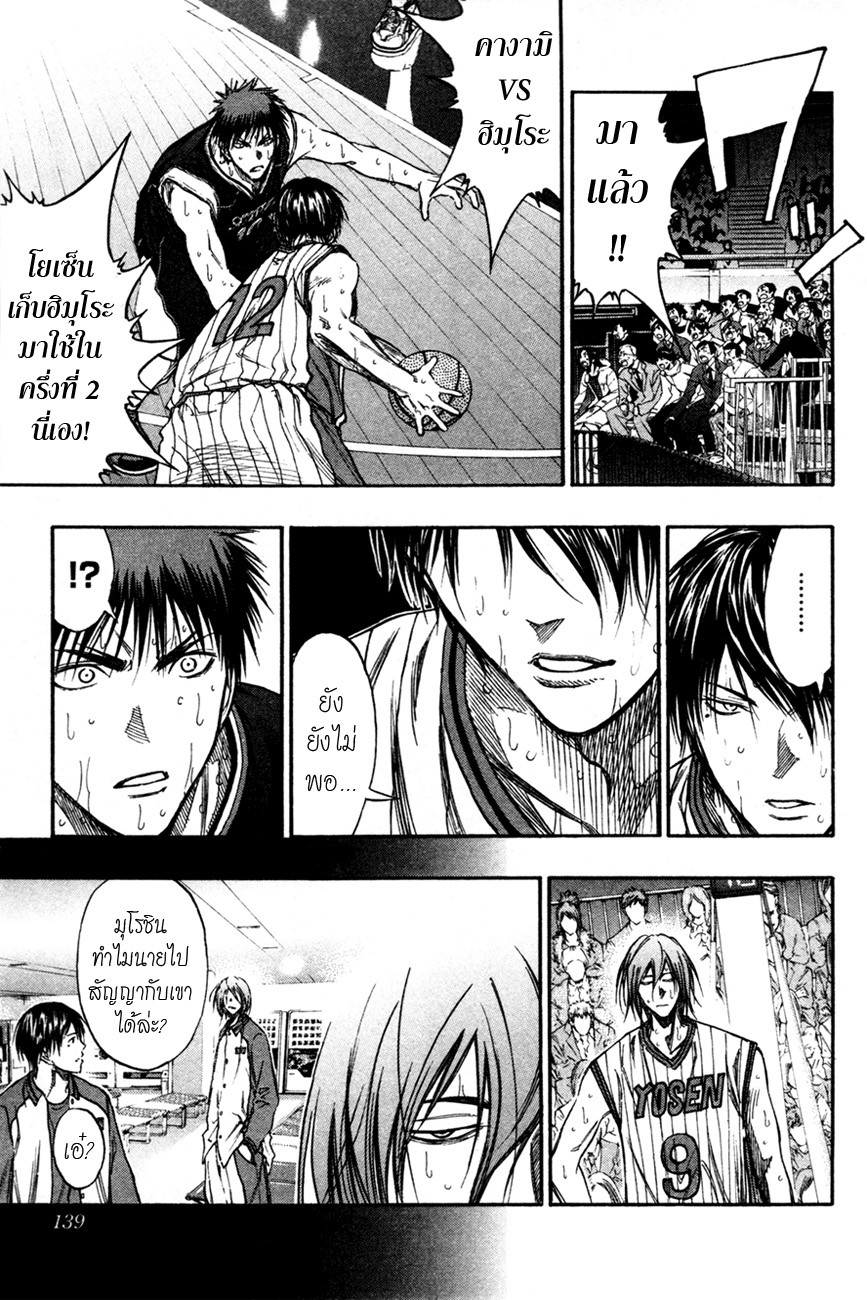 มา
แล้ว
!!
คางามิ
VS
ฮิมุโระ
โยเซ็น
เก็บฮิมุโระ
มาใช้ใน
ครึ่งที่ 2
นี่เอง!
.........
ยัง
ยังไม่
พอ...
!?
YOSEN
9
12
มุโรชิน
ทำไมนายไป
สัญญากับเขา
ได้ล่ะ?
เอ๋?
139